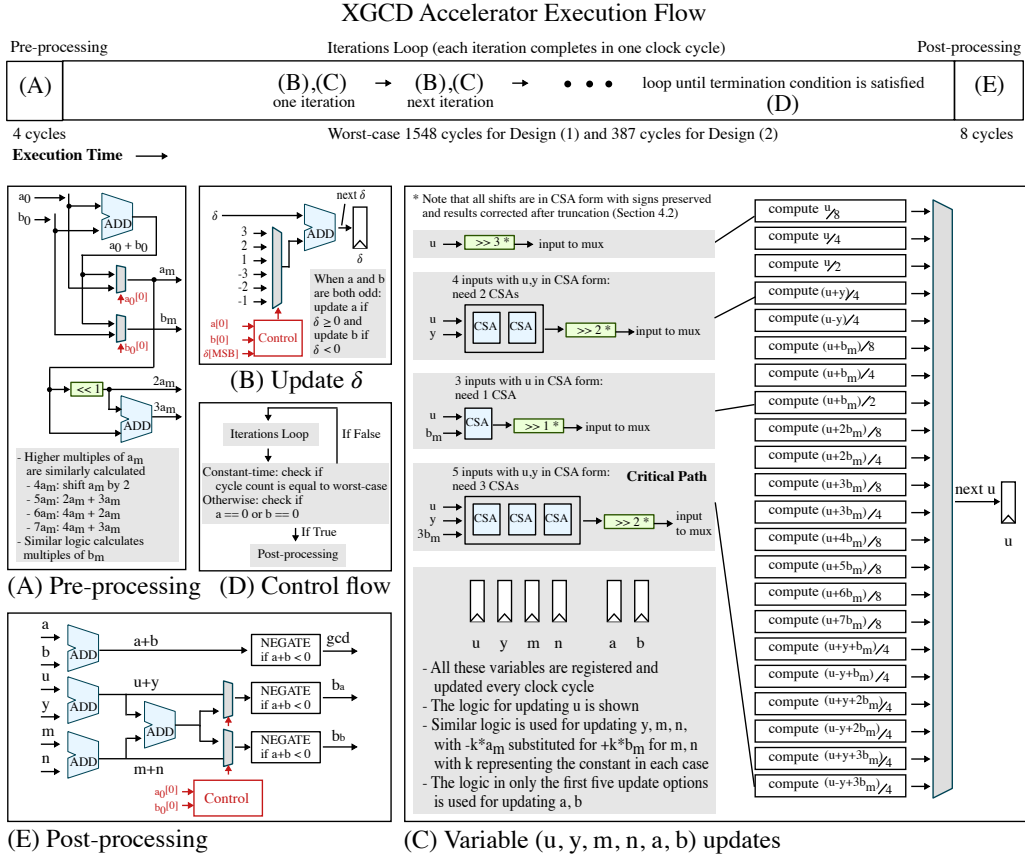 XGCD Accelerator Execution Flow
Pre-processing
Iterations Loop (each iteration completes in one clock cycle)
Post-processing
(A)
(B),(C)
one iteration
(B),(C)
next iteration
• • •
loop until termination condition is satisfied
(D)
(E)
4 cycles
Worst-case 1548 cycles for Design (1) and 387 cycles for Design (2)
8 cycles
Execution Time
a0
b0
ADD
a0 + b0
am
a0[0]
bm
b0[0]
<< 1
2am
3am
ADD
- Higher multiples of am
are similarly calculated
- 4am: shift am by 2
- 5am: 2am + 3am
- 6am: 4am + 2am
- 7am: 4am + 3am
- Similar logic calculates
multiples of bm
(A) Pre-processing
δ
next δ
ADD
δ
3
2
1
-3
-2
-1
a[0]
b[0]
δ[MSB]
Control
When a and b
are both odd:
update a if
δ ≥ 0 and
update b if
δ < 0
(B) Update δ
Iterations Loop
If False
Constant-time: check if
cycle count is equal to worst-case
Otherwise: check if
a == 0 or b == 0
If True
Post-processing
(D) Control flow
a
b
ADD
a+b
NEGATE
if a+b < 0
gcd
u
y
ADD
u+y
ADD
NEGATE
if a+b < 0
ba
m
n
ADD
m+n
NEGATE
if a+b < 0
bb
a0[0]
b0[0]
Control
(E) Post-processing
* Note that all shifts are in CSA form with signs preserved
and results corrected after truncation (Section 4.2)
u
>> 3 *
input to mux
4 inputs with u,y in CSA form:
need 2 CSAs
u
y
CSA
CSA
>> 2 *
input to mux
3 inputs with u in CSA form:
need 1 CSA
u
bm
CSA
>> 1 *
input to mux
5 inputs with u,y in CSA form:
need 3 CSAs
Critical Path
u
y
3bm
CSA
CSA
CSA
>> 2 *
input
to mux
u
y
m
n
a
b
- All these variables are registered and
updated every clock cycle
- The logic for updating u is shown
- Similar logic is used for updating y, m, n,
with -k*am substituted for +k*bm for m, n
with k representing the constant in each case
- The logic in only the first five update options
is used for updating a, b
compute u/8
compute u/4
compute u/2
compute (u+y)/4
compute (u-y)/4
compute (u+bm)/8
compute (u+bm)/4
compute (u+bm)/2
compute (u+2bm)/8
compute (u+2bm)/4
compute (u+3bm)/8
compute (u+3bm)/4
compute (u+4bm)/8
compute (u+5bm)/8
compute (u+6bm)/8
compute (u+7bm)/8
compute (u+y+bm)/4
compute (u-y+bm)/4
compute (u+y+2bm)/4
compute (u-y+2bm)/4
compute (u+y+3bm)/4
compute (u-y+3bm)/4
next u
u
(C) Variable (u, y, m, n, a, b) updates